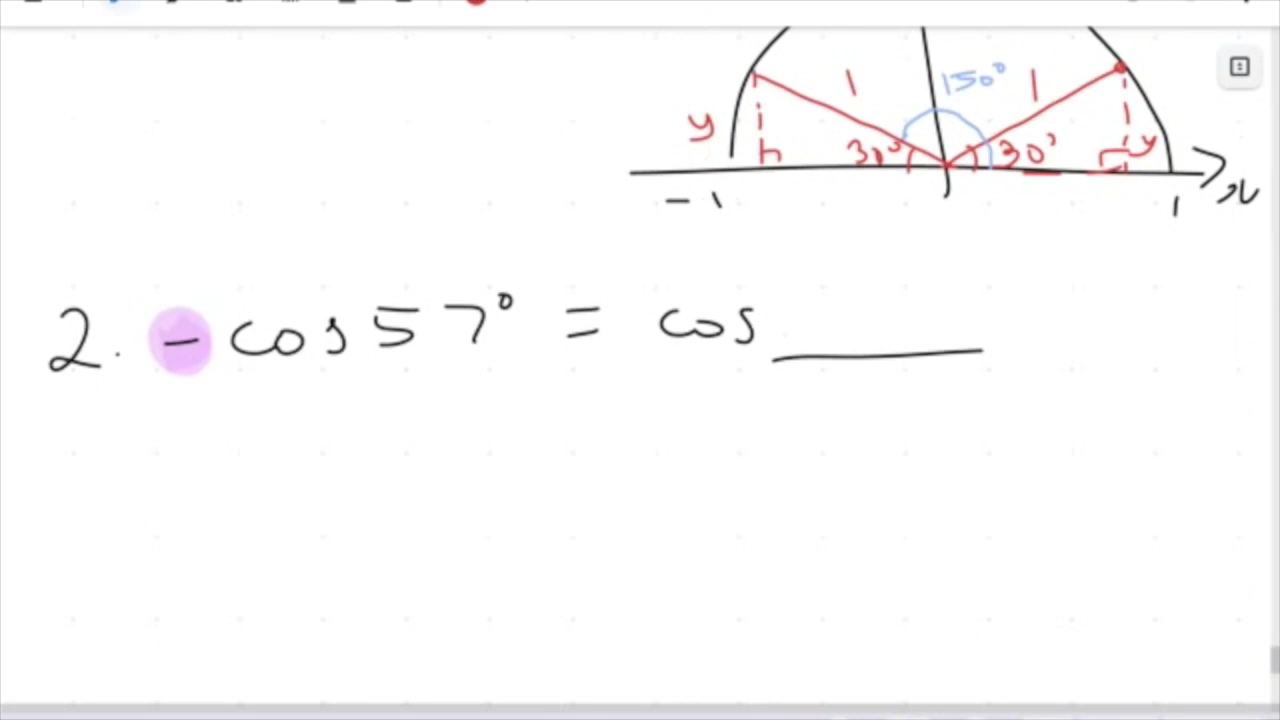 1 150° 1
y 30° 30° y
-1 1 x
2. - cos 57° = cos ______